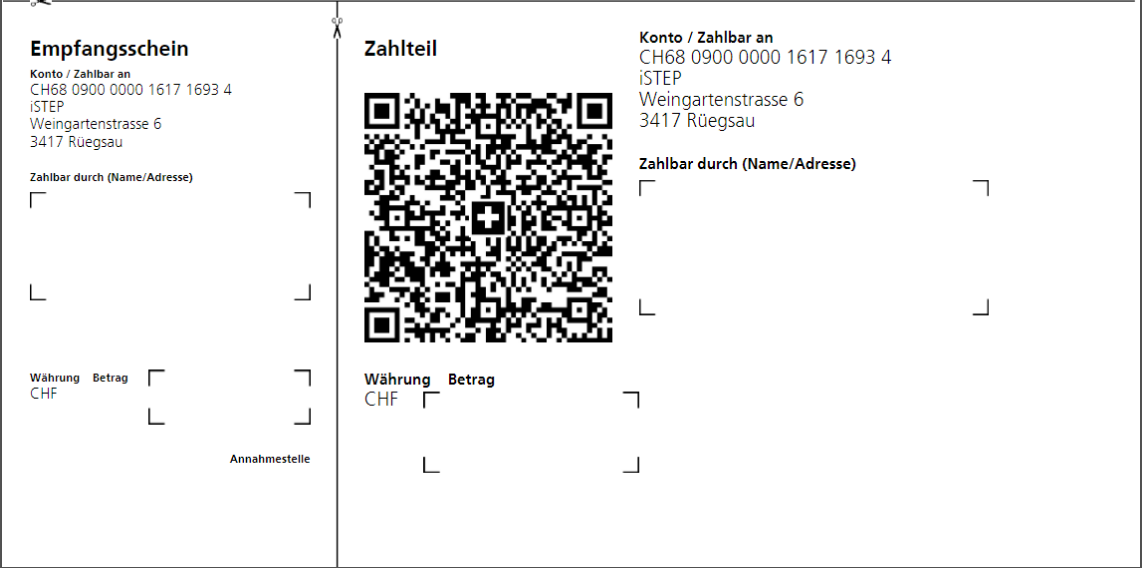 Empfangsschein
Konto / Zahlbar an
CH68 0900 0000 1617 1693 4
iSTEP
Weingartenstrasse 6
3417 Rüegsau
Zahlbar durch (Name/Adresse)
Währung Betrag
CHF
Annahmestelle
Zahlteil
Währung Betrag
CHF
Konto / Zahlbar an
CH68 0900 0000 1617 1693 4
iSTEP
Weingartenstrasse 6
3417 Rüegsau
Zahlbar durch (Name/Adresse)